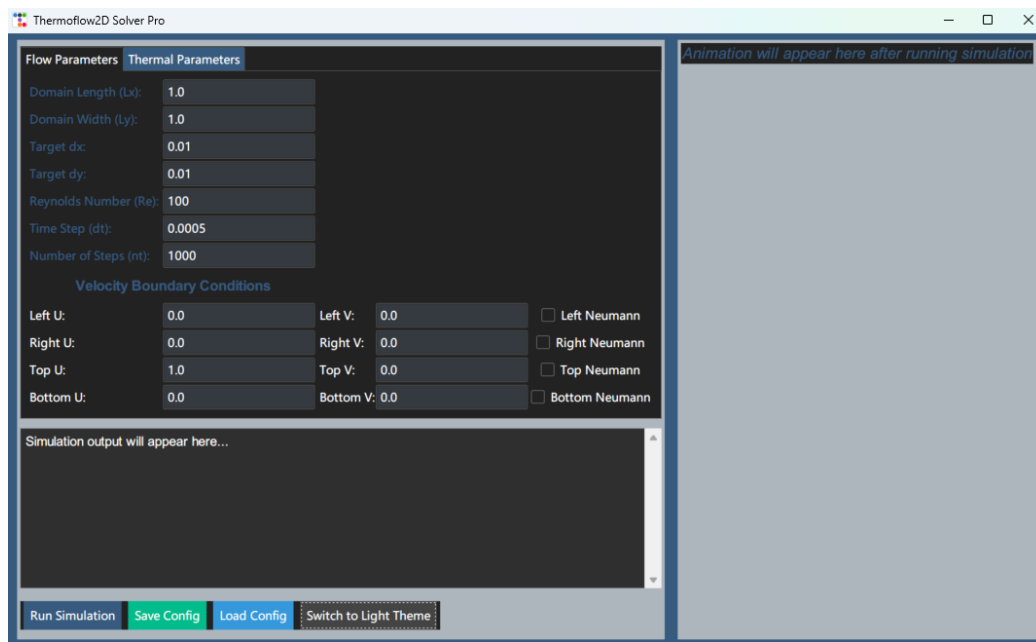 Thermoflow2D Solver Pro
Flow Parameters Thermal Parameters
Domain Length (Lx): 1.0
Domain Width (Ly): 1.0
Target dx: 0.01
Target dy: 0.01
Reynolds Number (Re): 100
Time Step (dt): 0.0005
Number of Steps (nt): 1000
Velocity Boundary Conditions
Left U: 0.0 Left V: 0.0 Left Neumann
Right U: 0.0 Right V: 0.0 Right Neumann
Top U: 1.0 Top V: 0.0 Top Neumann
Bottom U: 0.0 Bottom V: 0.0 Bottom Neumann
Simulation output will appear here...
Run Simulation Save Config Load Config Switch to Light Theme
Animation will appear here after running simulation